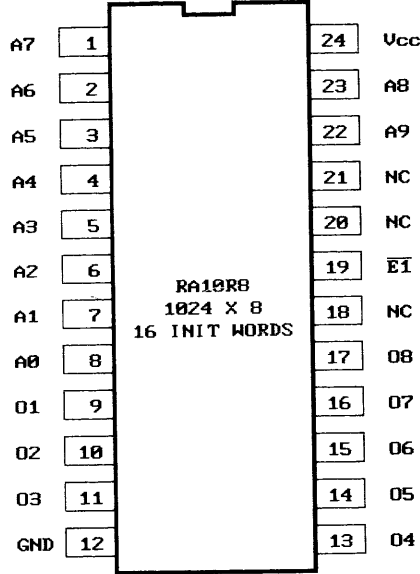 A7 1 24 Vcc
A6 2 23 A8
A5 3 22 A9
A4 4 21 NC
A3 5 20 NC
A2 6 19 E1
RA10R8
A1 7 1024 X 8 18 NC
16 INIT WORDS
A0 8 17 O8
O1 9 16 O7
O2 10 15 O6
O3 11 14 O5
GND 12 13 O4